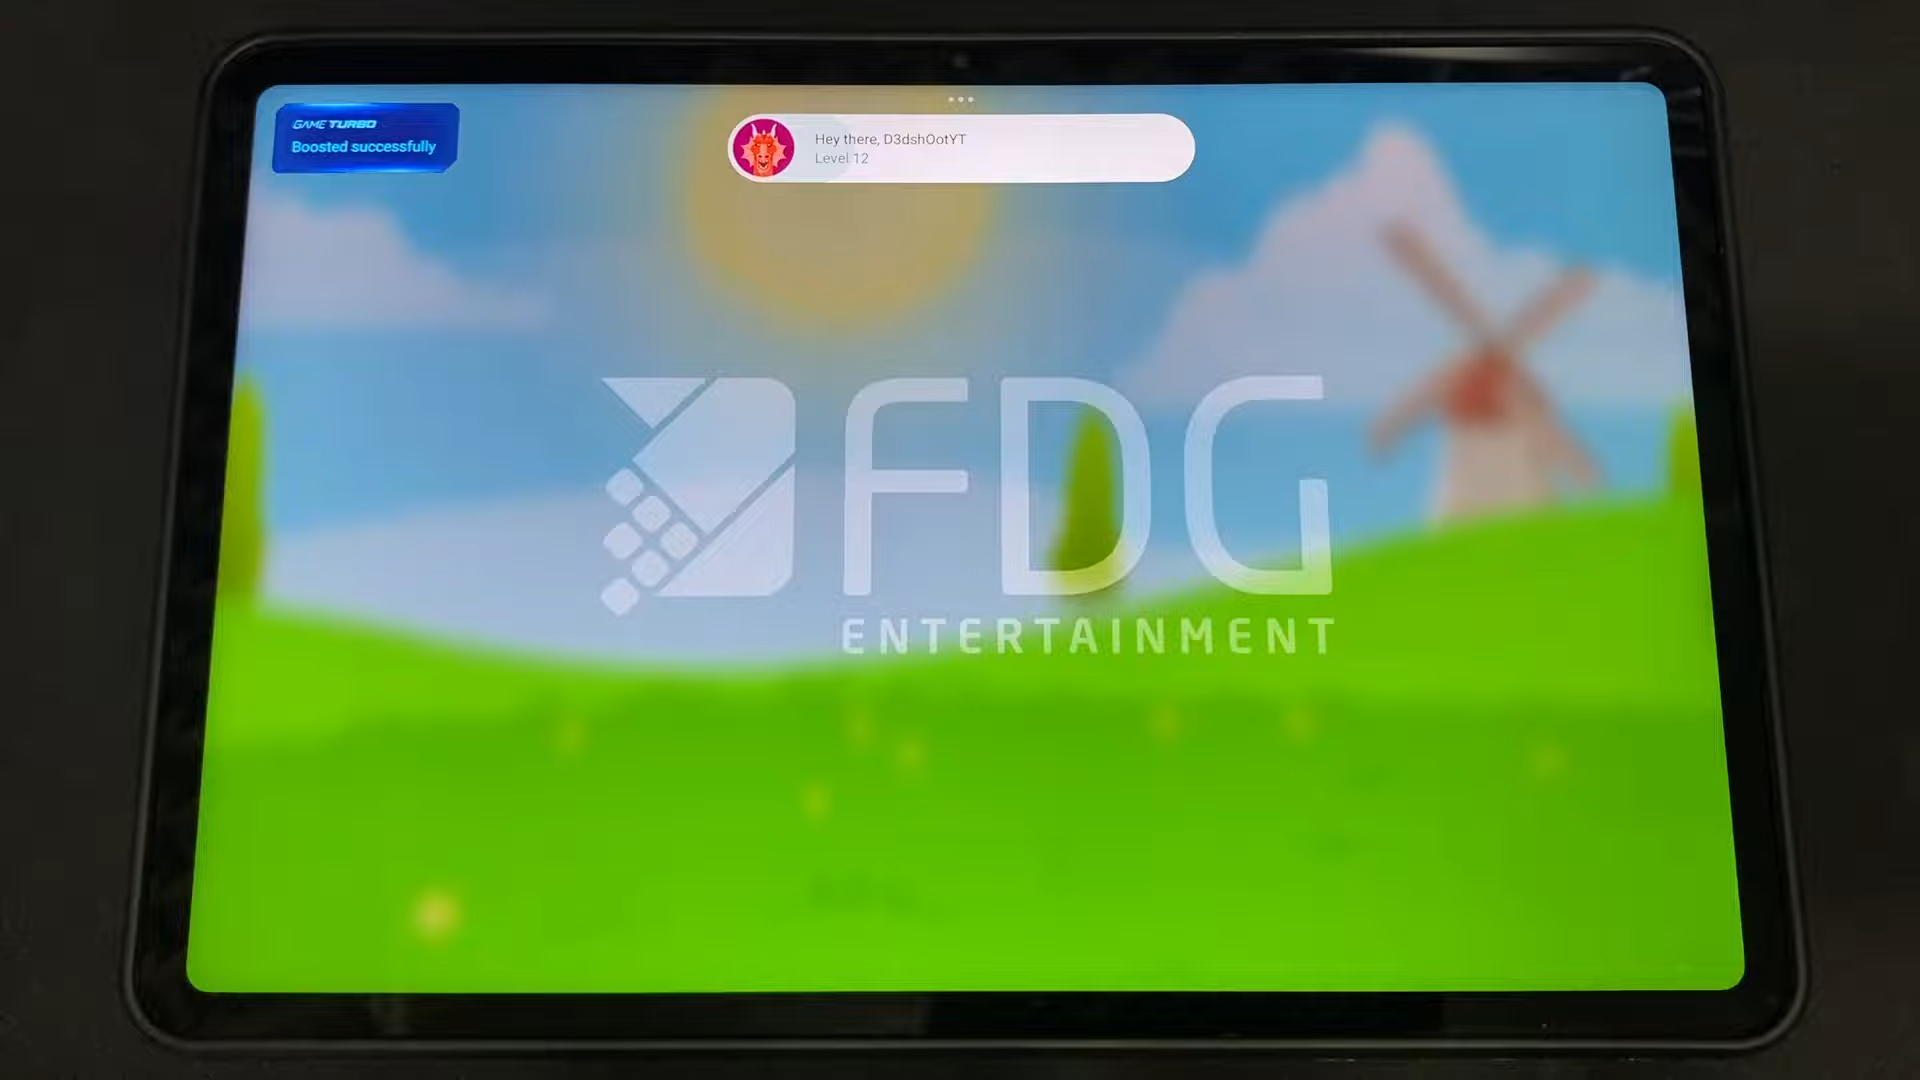 GAME TURBO
Boosted successfully
Hey there, D3dshOotYT
Level 12
FDG
ENTERTAINMENT